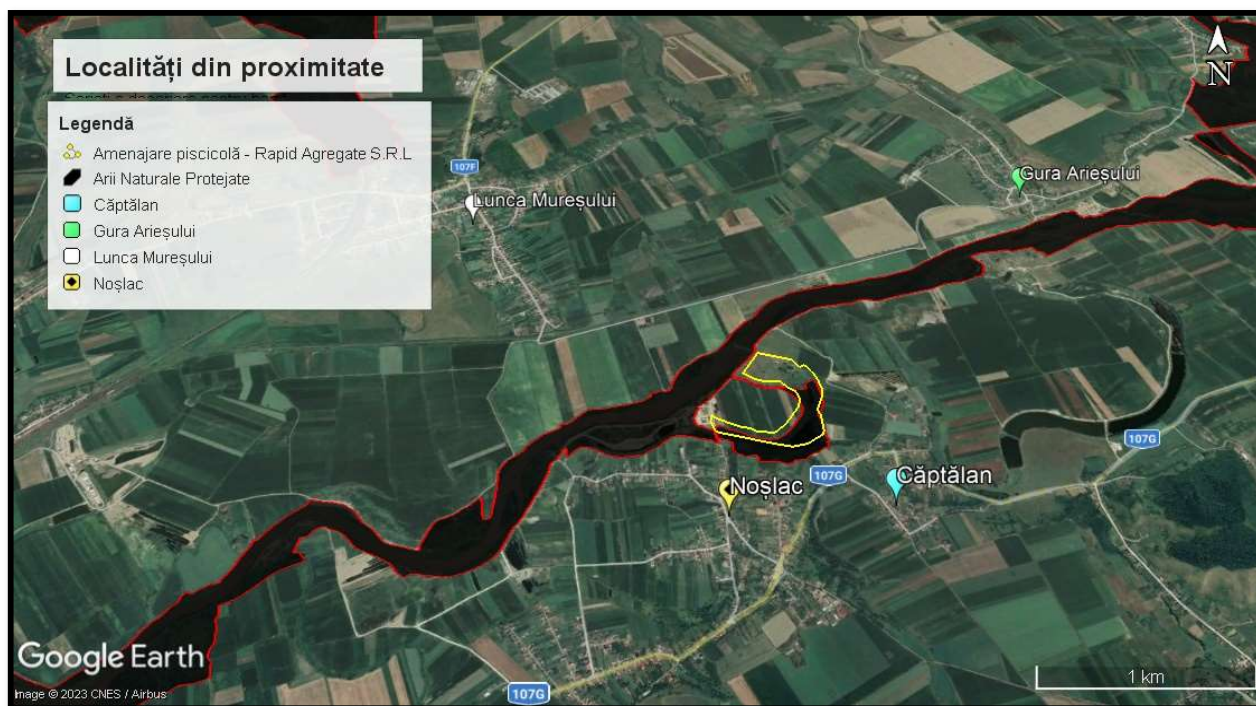 Localități din proximitate
Legendă
Amenajare piscicolă - Rapid Agregate S.R.L
Arii Naturale Protejate
Căptălan
Gura Arieșului
Lunca Mureșului
Noșlac
N
107F
Lunca Mureșului
Gura Arieșului
107G
Noșlac
107G
Căptălan
Google Earth
Image © 2023 CNES / Airbus
107G
1 km